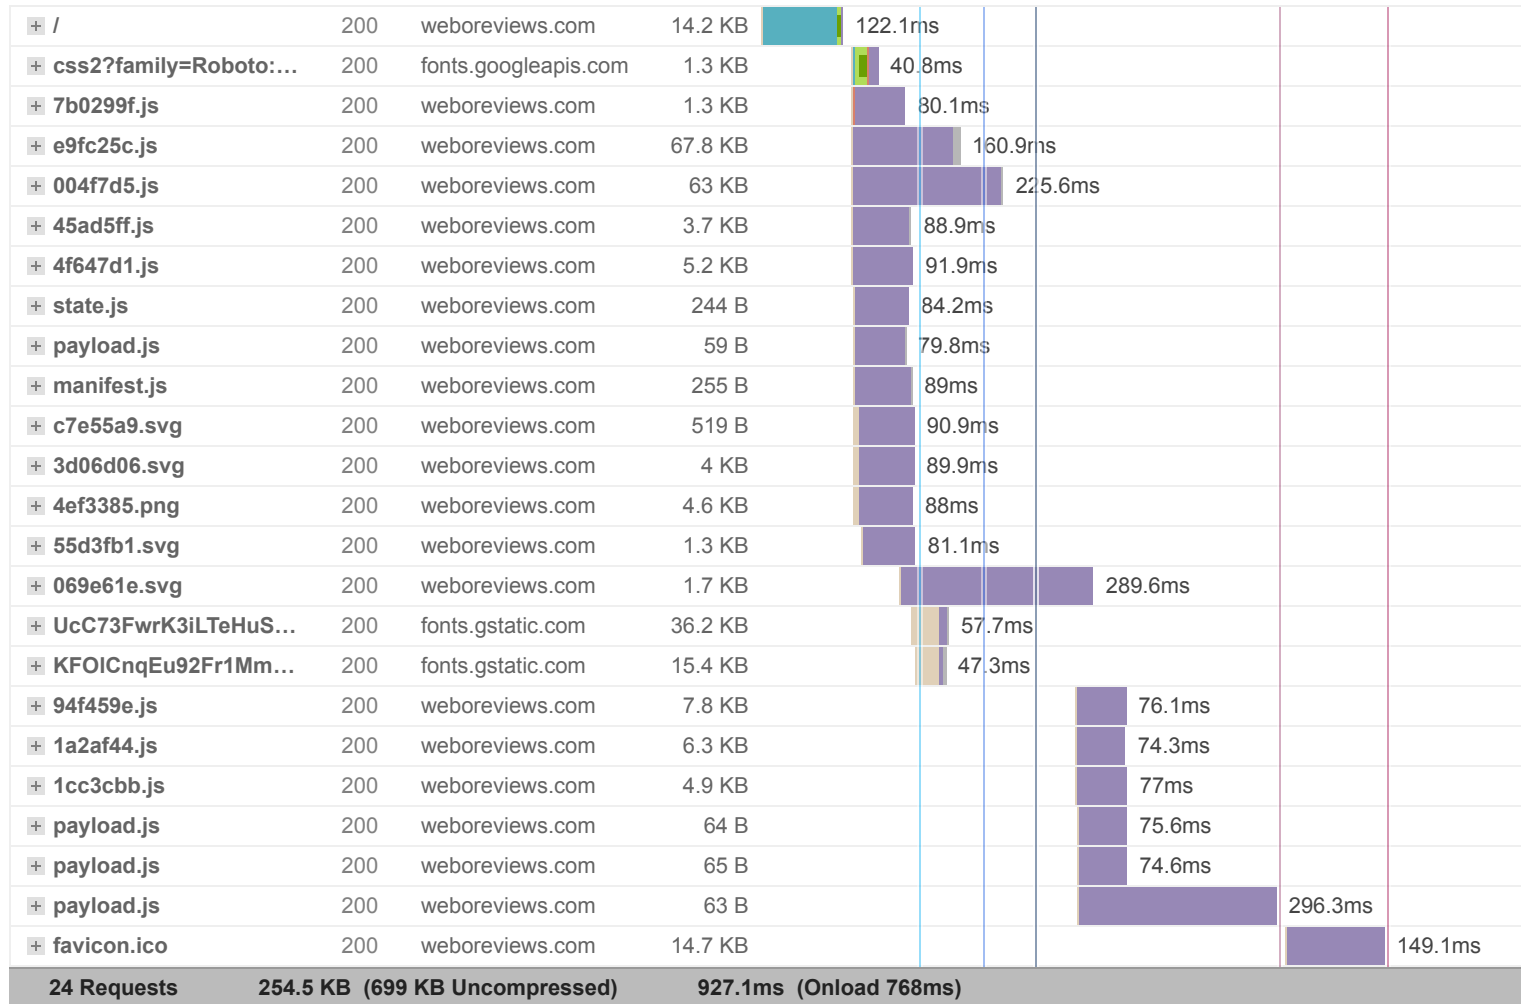 / 200 weboreviews.com 14.2 KB 122.1ms
css2?family=Roboto:... 200 fonts.googleapis.com 1.3 KB 40.8ms
7b0299f.js 200 weboreviews.com 1.3 KB 80.1ms
e9fc25c.js 200 weboreviews.com 67.8 KB 160.9ms
004f7d5.js 200 weboreviews.com 63 KB 225.6ms
45ad5ff.js 200 weboreviews.com 3.7 KB 88.9ms
4f647d1.js 200 weboreviews.com 5.2 KB 91.9ms
state.js 200 weboreviews.com 244 B 84.2ms
payload.js 200 weboreviews.com 59 B 79.8ms
manifest.js 200 weboreviews.com 255 B 89ms
c7e55a9.svg 200 weboreviews.com 519 B 90.9ms
3d06d06.svg 200 weboreviews.com 4 KB 89.9ms
4ef3385.png 200 weboreviews.com 4.6 KB 88ms
55d3fb1.svg 200 weboreviews.com 1.3 KB 81.1ms
069e61e.svg 200 weboreviews.com 1.7 KB 289.6ms
UcC73FwrK3iLTeHuS... 200 fonts.gstatic.com 36.2 KB 57.7ms
KFOlCnqEu92Fr1Mm... 200 fonts.gstatic.com 15.4 KB 47.3ms
94f459e.js 200 weboreviews.com 7.8 KB 76.1ms
1a2af44.js 200 weboreviews.com 6.3 KB 74.3ms
1cc3cbb.js 200 weboreviews.com 4.9 KB 77ms
payload.js 200 weboreviews.com 64 B 75.6ms
payload.js 200 weboreviews.com 65 B 74.6ms
payload.js 200 weboreviews.com 63 B 296.3ms
favicon.ico 200 weboreviews.com 14.7 KB 149.1ms
24 Requests 254.5 KB (699 KB Uncompressed) 927.1ms (Onload 768ms)